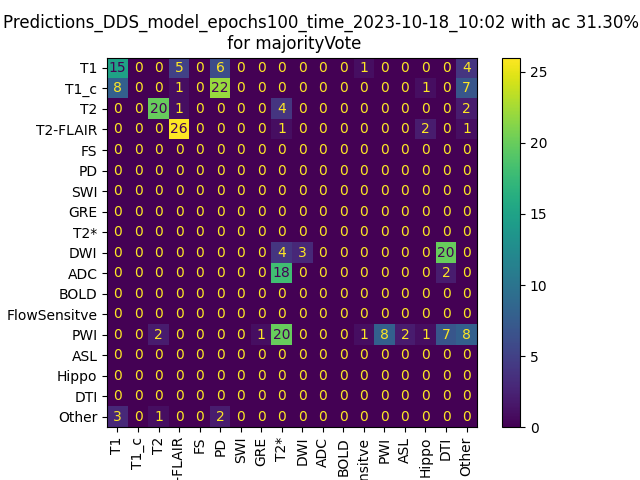 Predictions_DDS_model_epochs100_time_2023-10-18_10:02 with ac 31.30%
for majorityVote
T1 15 0 0 5 0 6 0 0 0 0 0 0 1 0 0 0 0 4
T1_c 8 0 0 1 0 22 0 0 0 0 0 0 0 0 0 1 0 7
T2 0 0 20 1 0 0 0 0 4 0 0 0 0 0 0 0 0 2
T2-FLAIR 0 0 0 26 0 0 0 0 1 0 0 0 0 0 0 2 0 1
FS 0 0 0 0 0 0 0 0 0 0 0 0 0 0 0 0 0 0
PD 0 0 0 0 0 0 0 0 0 0 0 0 0 0 0 0 0 0
SWI 0 0 0 0 0 0 0 0 0 0 0 0 0 0 0 0 0 0
GRE 0 0 0 0 0 0 0 0 0 0 0 0 0 0 0 0 0 0
T2* 0 0 0 0 0 0 0 0 0 0 0 0 0 0 0 0 0 0
DWI 0 0 0 0 0 0 0 0 4 3 0 0 0 0 0 0 20 0
ADC 0 0 0 0 0 0 0 0 18 0 0 0 0 0 0 0 2 0
BOLD 0 0 0 0 0 0 0 0 0 0 0 0 0 0 0 0 0 0
FlowSensitve 0 0 0 0 0 0 0 0 0 0 0 0 0 0 0 0 0 0
PWI 0 0 2 0 0 0 0 1 20 0 0 0 1 8 2 1 7 8
ASL 0 0 0 0 0 0 0 0 0 0 0 0 0 0 0 0 0 0
Hippo 0 0 0 0 0 0 0 0 0 0 0 0 0 0 0 0 0 0
DTI 0 0 0 0 0 0 0 0 0 0 0 0 0 0 0 0 0 0
Other 3 0 1 0 0 2 0 0 0 0 0 0 0 0 0 0 0 0
T1 T1_c T2 -FLAIR FS PD SWI GRE T2* DWI ADC BOLD nsitve PWI ASL Hippo DTI Other
25
20
15
10
5
0